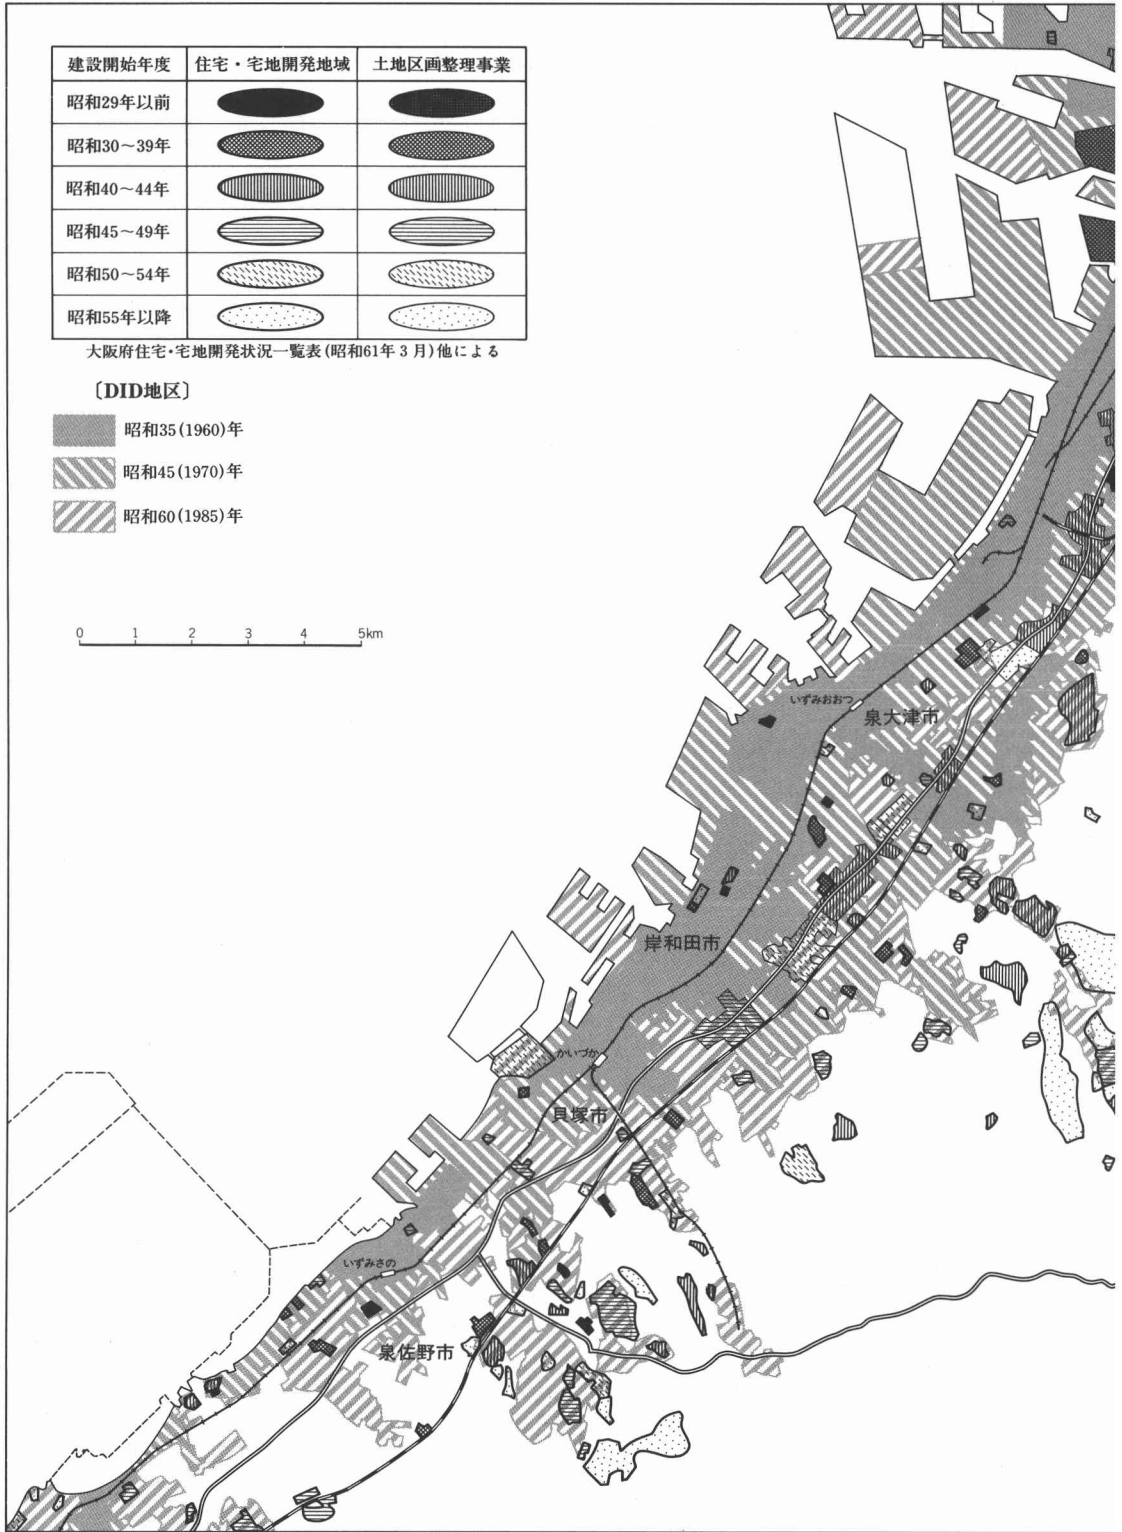 建設開始年度 住宅・宅地開発地域 土地区画整理事業
昭和29年以前
昭和30～39年
昭和40～44年
昭和45～49年
昭和50～54年
昭和55年以降
大阪府住宅・宅地開発状況一覧表(昭和61年3月)他による
〔DID地区〕
昭和35(1960)年
昭和45(1970)年
昭和60(1985)年
0 1 2 3 4 5km
いずみおおつ
泉大津市
岸和田市
かいづか
貝塚市
いずみさの
泉佐野市